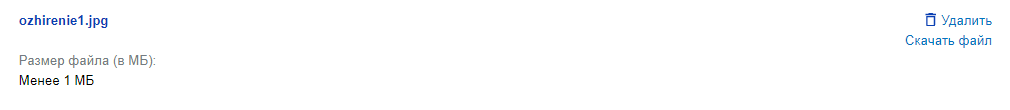 ozhirenie1.jpg
Удалить
Скачать файл
Размер файла (в МБ):
Менее 1 МБ